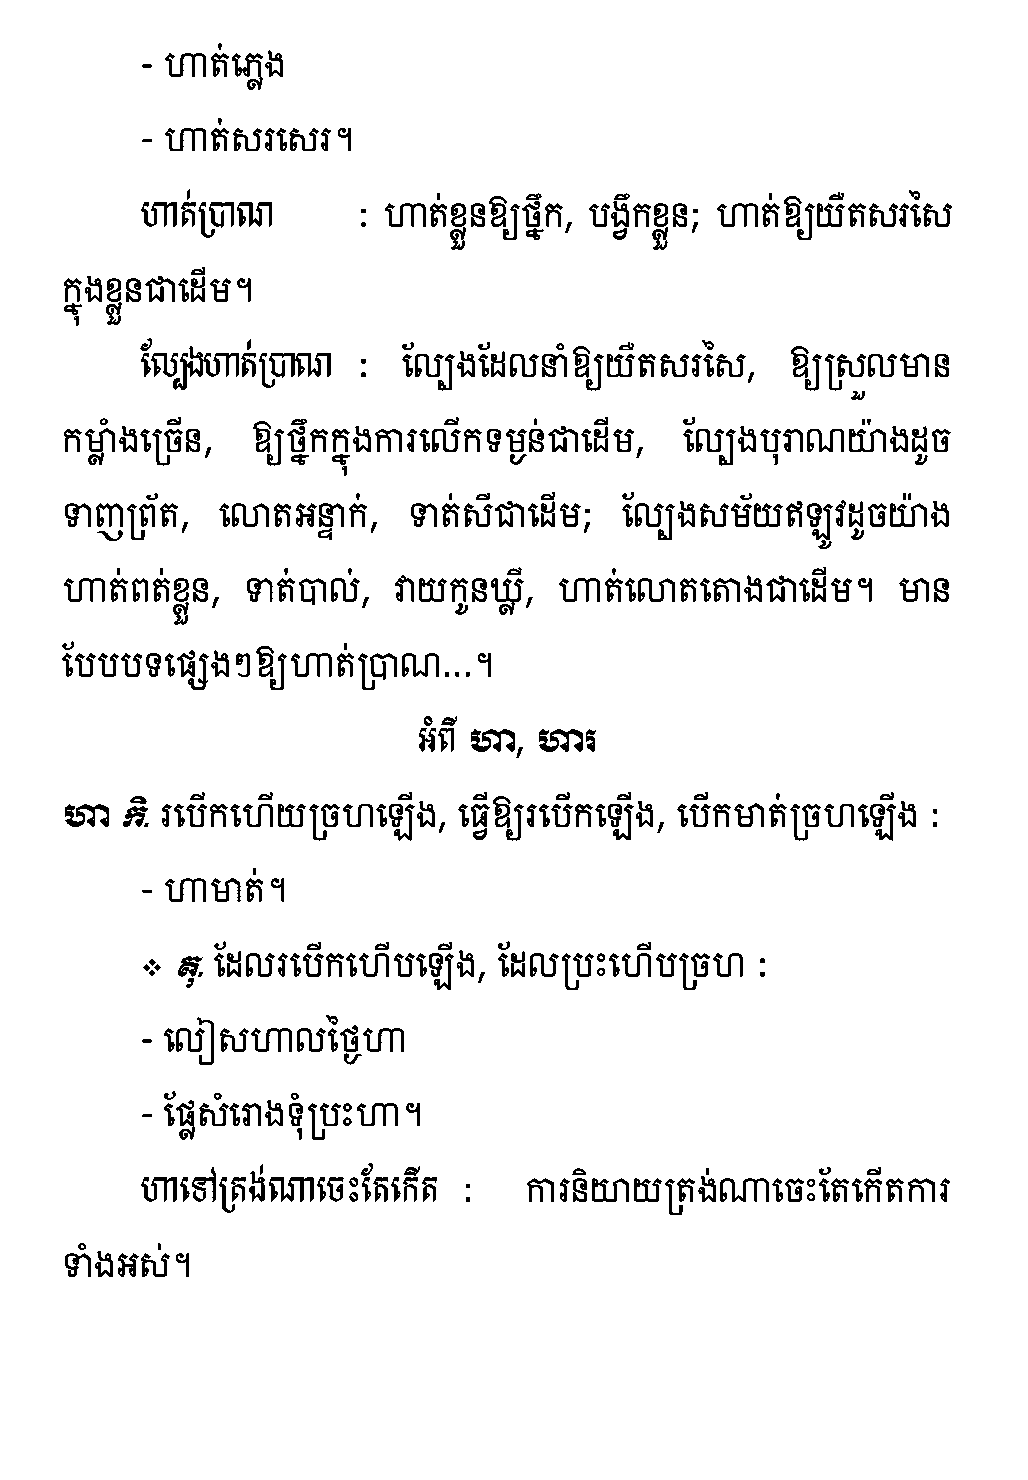 - ហាត់ភ្លេង
- ហាត់សរសេរ។
ហាត់ប្រាណ : ហាត់ខ្លួនឱ្យថ្នឹក, បង្វឹកខ្លួន; ហាត់ឱ្យយឺតសរសៃ
ក្នុងខ្លួនជាដើម។
ល្បែងហាត់ប្រាណ : ល្បែងដែលនាំឱ្យយឺតសរសៃ, ឱ្យស្រួលមាន
កម្លាំងច្រើន, ឱ្យថ្នឹកក្នុងការលើកទម្ងន់ជាដើម, ល្បែងបុរាណយ៉ាងដូច
ទាញព្រ័ត, លោតអន្ទាក់, ទាត់សីជាដើម; ល្បែងសម័យឥឡូវដូចយ៉ាង
ហាត់ពត់ខ្លួន, ទាត់បាល់, វាយកូនឃ្លី, ហាត់លោតតោងជាដើម។ មាន
បែបបទផ្សេងៗឱ្យហាត់ប្រាណ...។
អំពី ហា, ហារ
ហា កិ. របើកហើយច្រហឡើង, ធ្វើឱ្យរបើកឡើង, បើកមាត់ច្រហឡើង :
- ហាមាត់។
❖ គុ. ដែលរបើកហើបឡើង, ដែលប្រះហើបច្រហ :
- លៀសហាលថ្ងៃហា
- ផ្លែសំរោងទុំប្រះហា។
ហាទៅត្រង់ណាចេះតែកើត : ការនិយាយត្រង់ណាចេះតែកើតការ
ទាំងអស់។